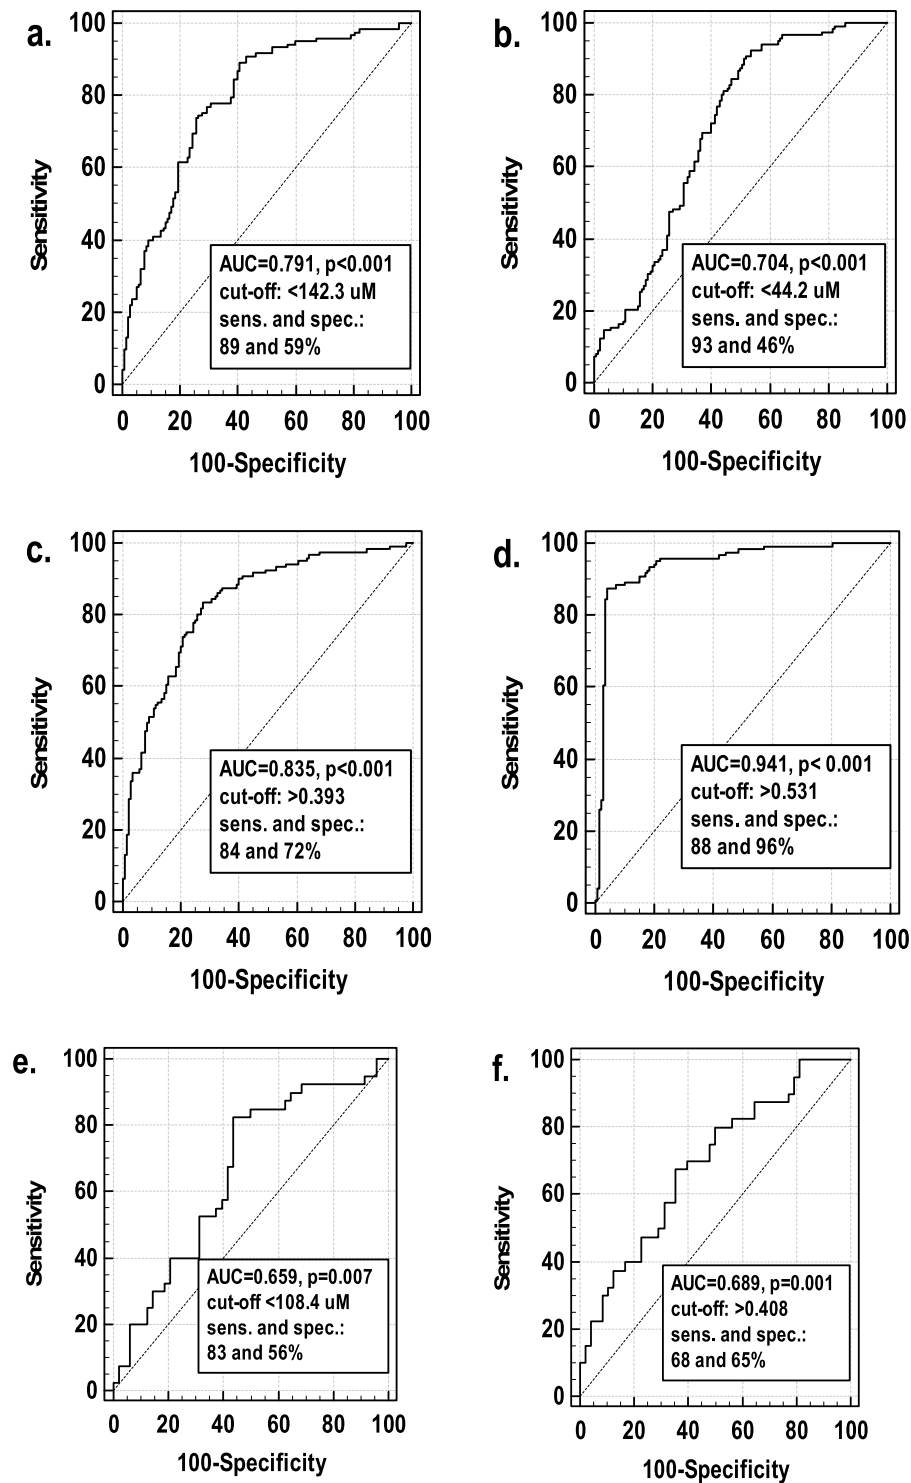 a.
100
80
60
40
20
0
Sensitivity
AUC=0.791, p<0.001
cut-off: <142.3 uM
sens. and spec.:
89 and 59%
0 20 40 60 80 100
100-Specificity
b.
100
80
60
40
20
0
Sensitivity
AUC=0.704, p<0.001
cut-off: <44.2 uM
sens. and spec.:
93 and 46%
0 20 40 60 80 100
100-Specificity
c.
100
80
60
40
20
0
Sensitivity
AUC=0.835, p<0.001
cut-off: >0.393
sens. and spec.:
84 and 72%
0 20 40 60 80 100
100-Specificity
d.
100
80
60
40
20
0
Sensitivity
AUC=0.941, p< 0.001
cut-off: >0.531
sens. and spec.:
88 and 96%
0 20 40 60 80 100
100-Specificity
e.
100
80
60
40
20
0
Sensitivity
AUC=0.659, p=0.007
cut-off <108.4 uM
sens. and spec.:
83 and 56%
0 20 40 60 80 100
100-Specificity
f.
100
80
60
40
20
0
Sensitivity
AUC=0.689, p=0.001
cut-off: >0.408
sens. and spec.:
68 and 65%
0 20 40 60 80 100
100-Specificity